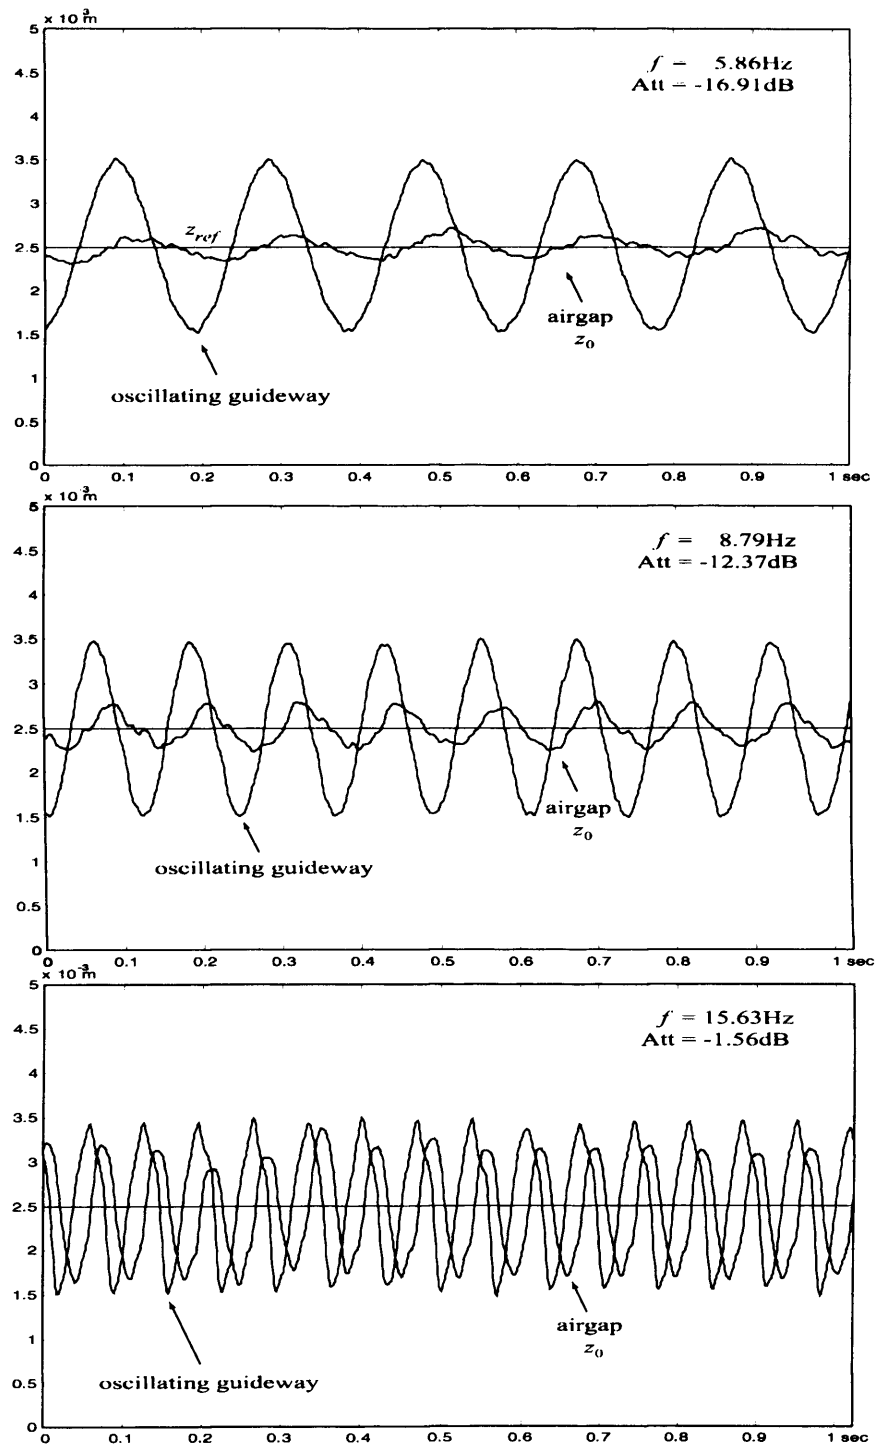 × 10⁻³ m
5
4.5
4
3.5
3
2.5
2
1.5
1
0.5
0
f = 5.86Hz
Att = -16.91dB
z_ref
airgap
z₀
oscillating guideway
0 0.1 0.2 0.3 0.4 0.5 0.6 0.7 0.8 0.9 1 sec
× 10⁻³ m
5
4.5
4
3.5
3
2.5
2
1.5
1
0.5
0
f = 8.79Hz
Att = -12.37dB
airgap
z₀
oscillating guideway
0 0.1 0.2 0.3 0.4 0.5 0.6 0.7 0.8 0.9 1 sec
× 10⁻³ m
5
4.5
4
3.5
3
2.5
2
1.5
1
0.5
0
f = 15.63Hz
Att = -1.56dB
airgap
z₀
oscillating guideway
0 0.1 0.2 0.3 0.4 0.5 0.6 0.7 0.8 0.9 1 sec